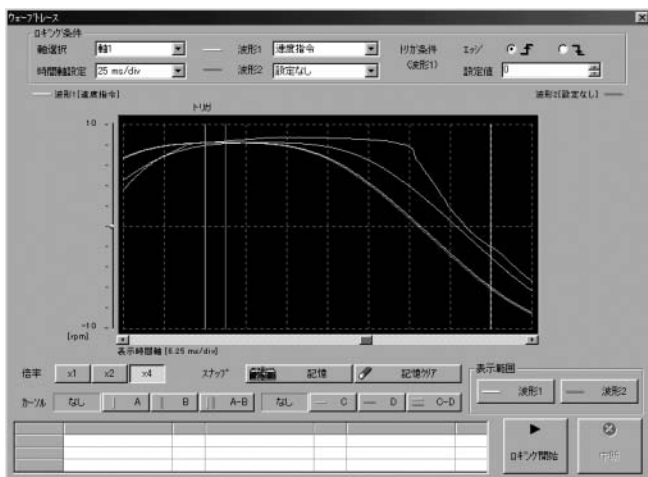 ウェーブトレース
ロキング条件
軸選択 軸1 波形1 速度指令 トリガ条件 エッジ
時間軸設定 25 ms/div 波形2 設定なし (波形1) 設定値 0
波形1[速度指令] 波形2[設定なし]
トリガ
10
-10
[rpm]
表示時間軸 [6.25 ms/div]
倍率 x1 x2 x4 スナップ 記憶 記憶クリア
表示範囲
波形1 波形2
カーソル なし A B A-B なし C D C-D
ロキング開始 中断